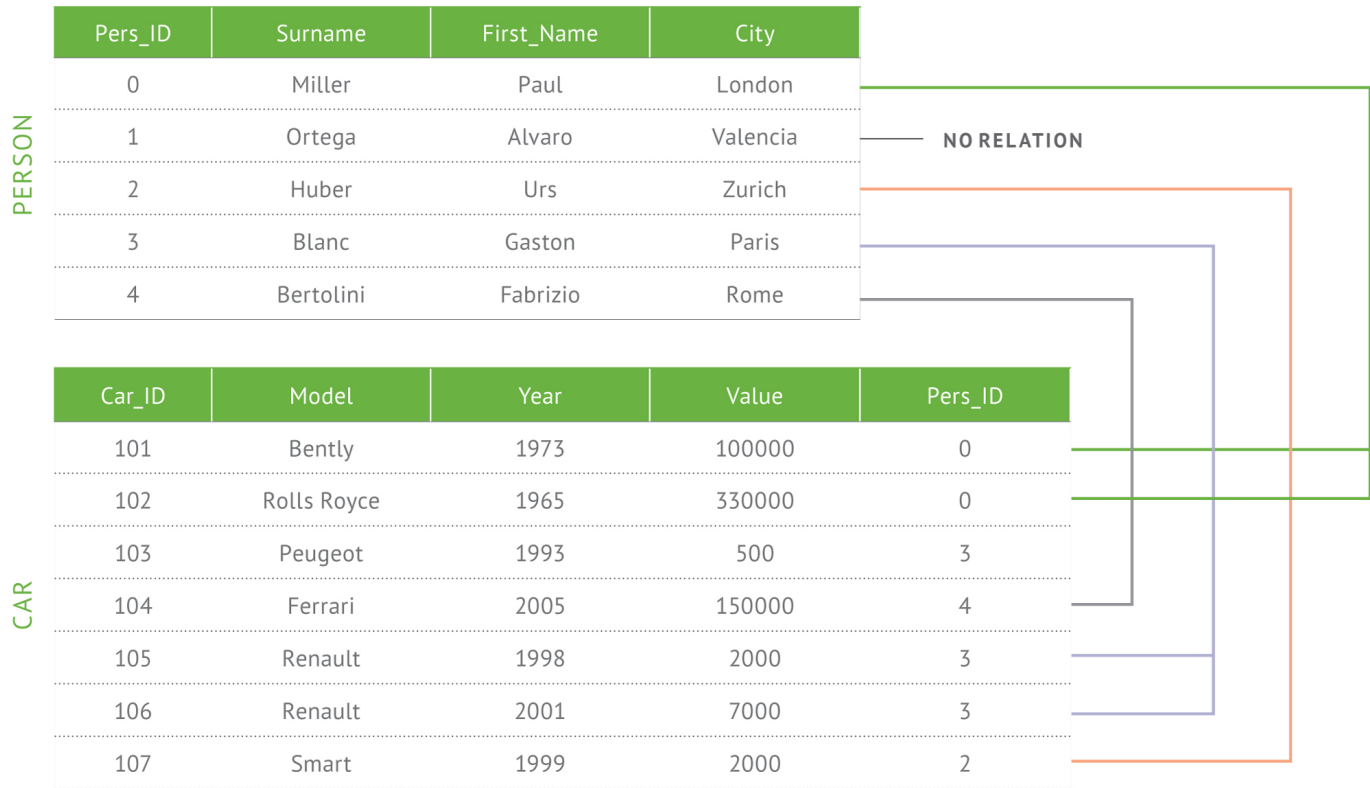 PERSON
Pers_ID Surname First_Name City
0 Miller Paul London
1 Ortega Alvaro Valencia NO RELATION
2 Huber Urs Zurich
3 Blanc Gaston Paris
4 Bertolini Fabrizio Rome
CAR
Car_ID Model Year Value Pers_ID
101 Bently 1973 100000 0
102 Rolls Royce 1965 330000 0
103 Peugeot 1993 500 3
104 Ferrari 2005 150000 4
105 Renault 1998 2000 3
106 Renault 2001 7000 3
107 Smart 1999 2000 2